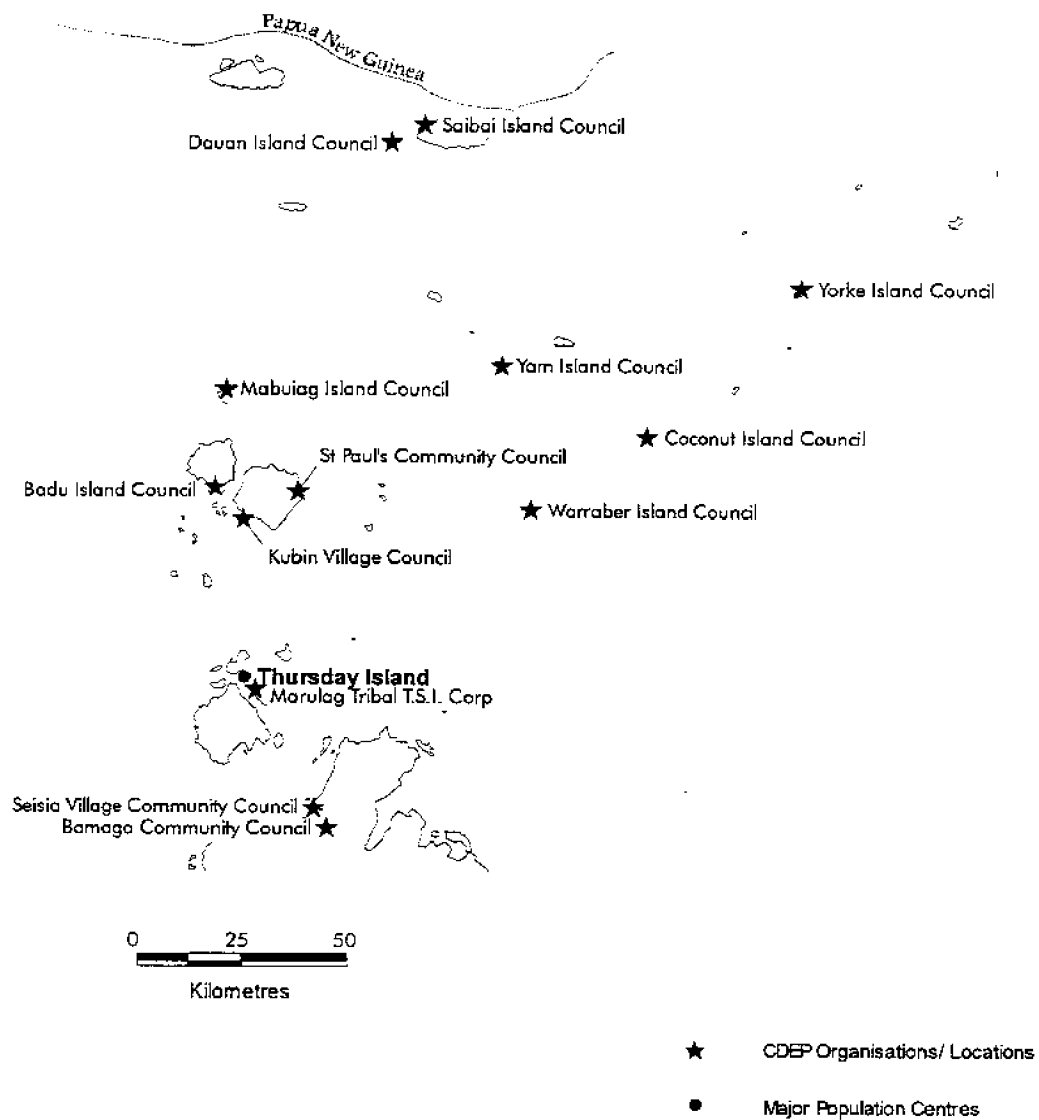 Papua New Guinea
Saibai Island Council
Dauan Island Council
Yorke Island Council
Yam Island Council
Mabuiag Island Council
Coconut Island Council
St Paul's Community Council
Badu Island Council
Warraber Island Council
Kubin Village Council
Thursday Island
Marulag Tribal T.S.I. Corp
Seisia Village Community Council
Bamaga Community Council
0 25 50
Kilometres
CDEP Organisations/ Locations
Major Population Centres